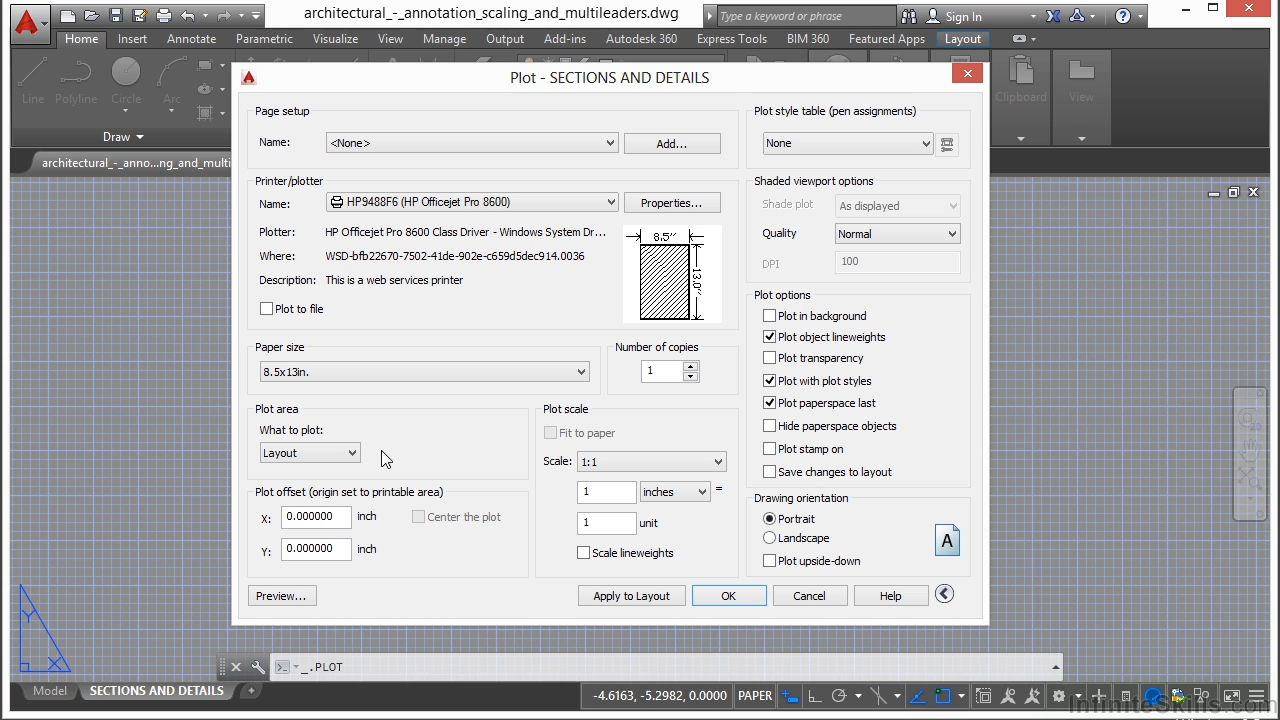 architectural_-_annotation_scaling_and_multileaders.dwg
Type a keyword or phrase
Sign In
Home Insert Annotate Parametric Visualize View Manage Output Add-ins Autodesk 360 Express Tools BIM 360 Featured Apps Layout
Line Polyline Circle Arc
Clipboard View
Draw
architectural_-_anno...ng_and_multi
Plot - SECTIONS AND DETAILS
Page setup
Name: <None> Add...
Printer/plotter
Name: HP9488F6 (HP Officejet Pro 8600) Properties...
Plotter: HP Officejet Pro 8600 Class Driver - Windows System Dr...
Where: WSD-bfb22670-7502-41de-902e-c659d5dec914.0036
Description: This is a web services printer
Plot to file
8.5''
13.0''
Paper size
8.5x13in.
Number of copies
1
Plot area
What to plot:
Layout
Plot scale
Fit to paper
Scale: 1:1
1 inches =
1 unit
Scale lineweights
Plot offset (origin set to printable area)
X: 0.000000 inch Center the plot
Y: 0.000000 inch
Plot style table (pen assignments)
None
Shaded viewport options
Shade plot As displayed
Quality Normal
DPI 100
Plot options
Plot in background
Plot object lineweights
Plot transparency
Plot with plot styles
Plot paperspace last
Hide paperspace objects
Plot stamp on
Save changes to layout
Drawing orientation
Portrait
Landscape
Plot upside-down
A
Preview... Apply to Layout OK Cancel Help
Y
X
_.PLOT
Model SECTIONS AND DETAILS +
-4.6163, -5.2982, 0.0000 PAPER
InfiniteSkills.com